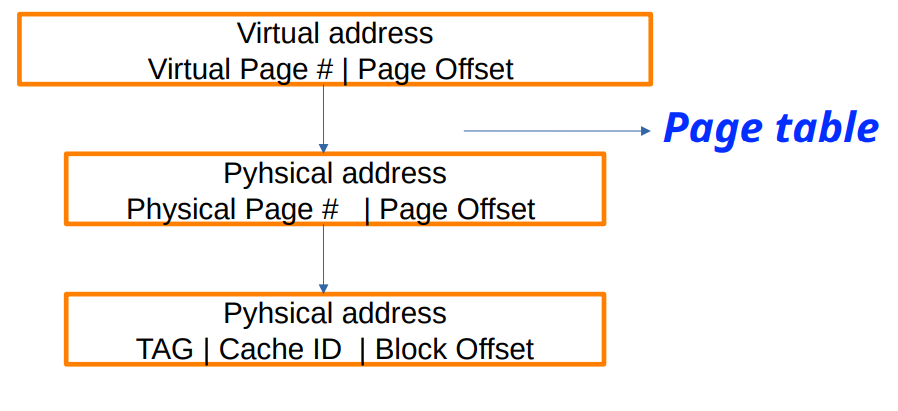 Virtual address
Virtual Page # | Page Offset
Page table
Pyhsical address
Physical Page # | Page Offset
Pyhsical address
TAG | Cache ID | Block Offset